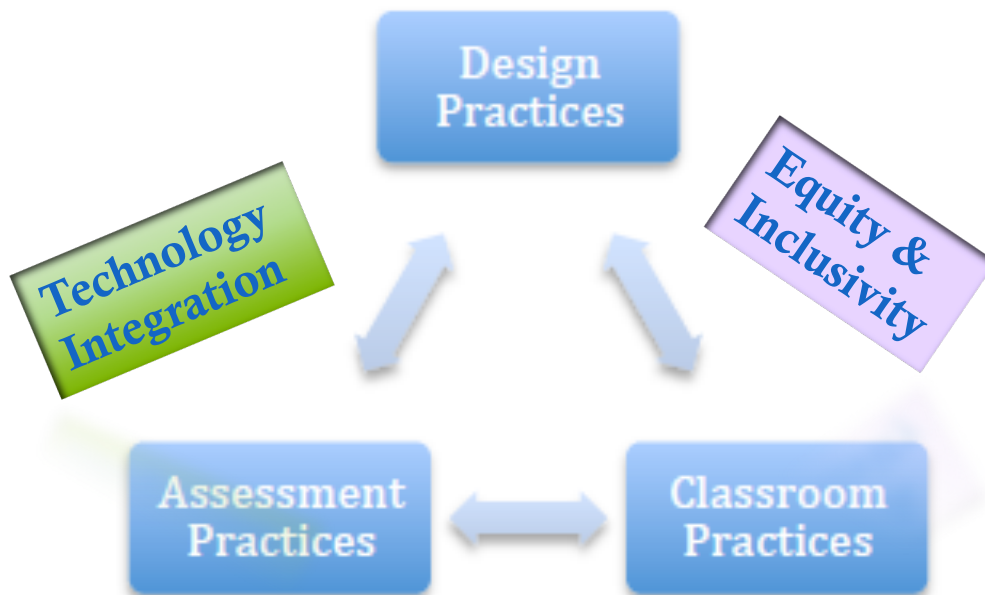 Design
Practices
Technology
Integration
Equity &
Inclusivity
Assessment
Practices
Classroom
Practices